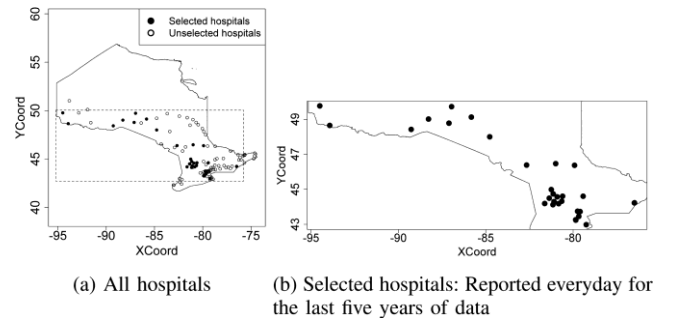 Selected hospitals
Unselected hospitals
YCoord
60
55
50
45
40
-95
-90
-85
-80
-75
XCoord
(a) All hospitals
YCoord
49
47
45
43
-95
-90
-85
-80
XCoord
(b) Selected hospitals: Reported everyday for
the last five years of data